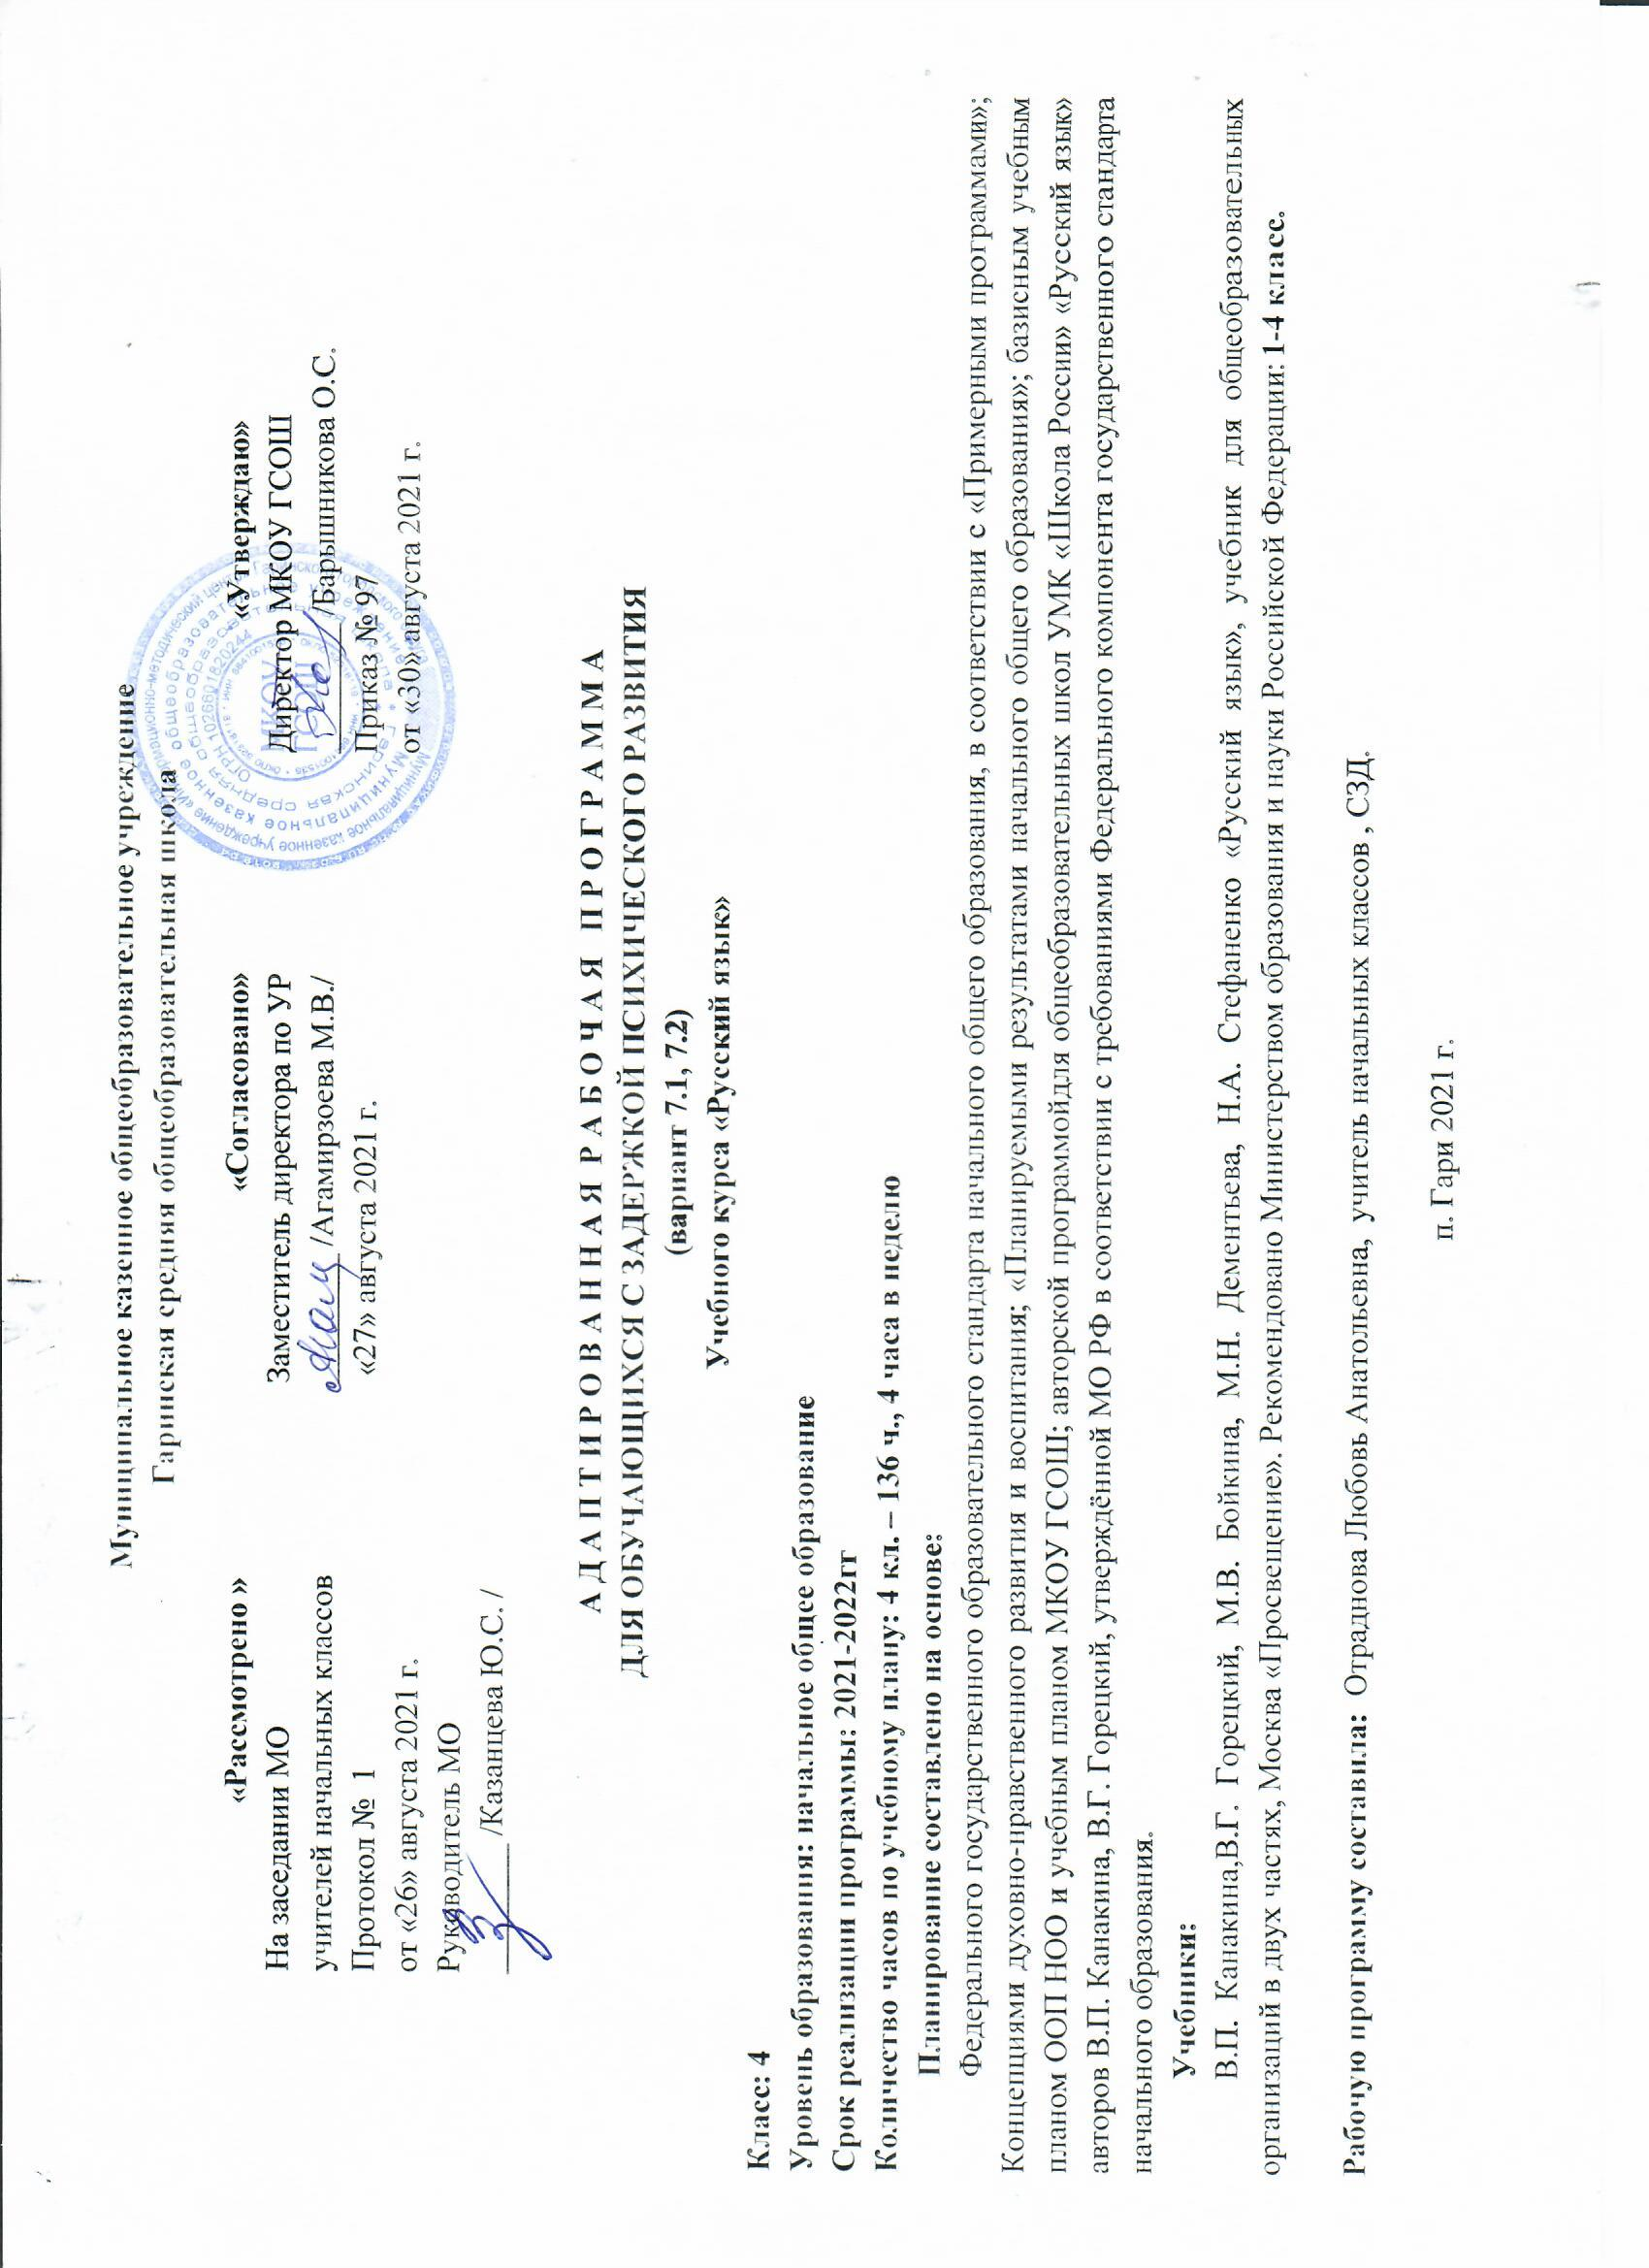 Муниципальное казенное общеобразовательное учреждение
Гаринская средняя общеобразовательная школа
«Рассмотрено »
На заседании МО
учителей начальных классов
Протокол № 1
от «26» августа 2021 г.
Руководитель МО
/Казанцева Ю.С. /
«Согласовано»
Заместитель директора по УР
/Агамирзоева М.В./
«27» августа 2021 г.
«Утверждаю»
Директор МКОУ ГСОШ
/Барышникова О.С.
Приказ № 97
от «30» августа 2021 г.
МКОУ
ГСОШ
ОГРН 1026601820244
А Д А П Т И Р О В А Н Н А Я Р А Б О Ч А Я П Р О Г Р А М М А
ДЛЯ ОБУЧАЮЩИХСЯ С ЗАДЕРЖКОЙ ПСИХИЧЕСКОГО РАЗВИТИЯ
(вариант 7.1, 7.2)
Учебного курса «Русский язык»
Класс: 4
Уровень образования: начальное общее образование
Срок реализации программы: 2021-2022гг
Количество часов по учебному плану: 4 кл. – 136 ч., 4 часа в неделю
Планирование составлено на основе:
Федерального государственного образовательного стандарта начального общего образования, в соответствии с «Примерными программами»;
Концепциями духовно-нравственного развития и воспитания; «Планируемыми результатами начального общего образования»; базисным учебным
планом ООП НОО и учебным планом МКОУ ГСОШ; авторской программойдля общеобразовательных школ УМК «Школа России» «Русский язык»
авторов В.П. Канакина, В.Г. Горецкий, утверждённой МО РФ в соответствии с требованиями Федерального компонента государственного стандарта
начального образования.
Учебники:
В.П. Канакина,В.Г. Горецкий, М.В. Бойкина, М.Н. Дементьева, Н.А. Стефаненко «Русский язык», учебник для общеобразовательных
организаций в двух частях, Москва «Просвещение». Рекомендовано Министерством образования и науки Российской Федерации: 1-4 класс.
Рабочую программу составила: Отраднова Любовь Анатольевна, учитель начальных классов , СЗД.
п. Гари 2021 г.